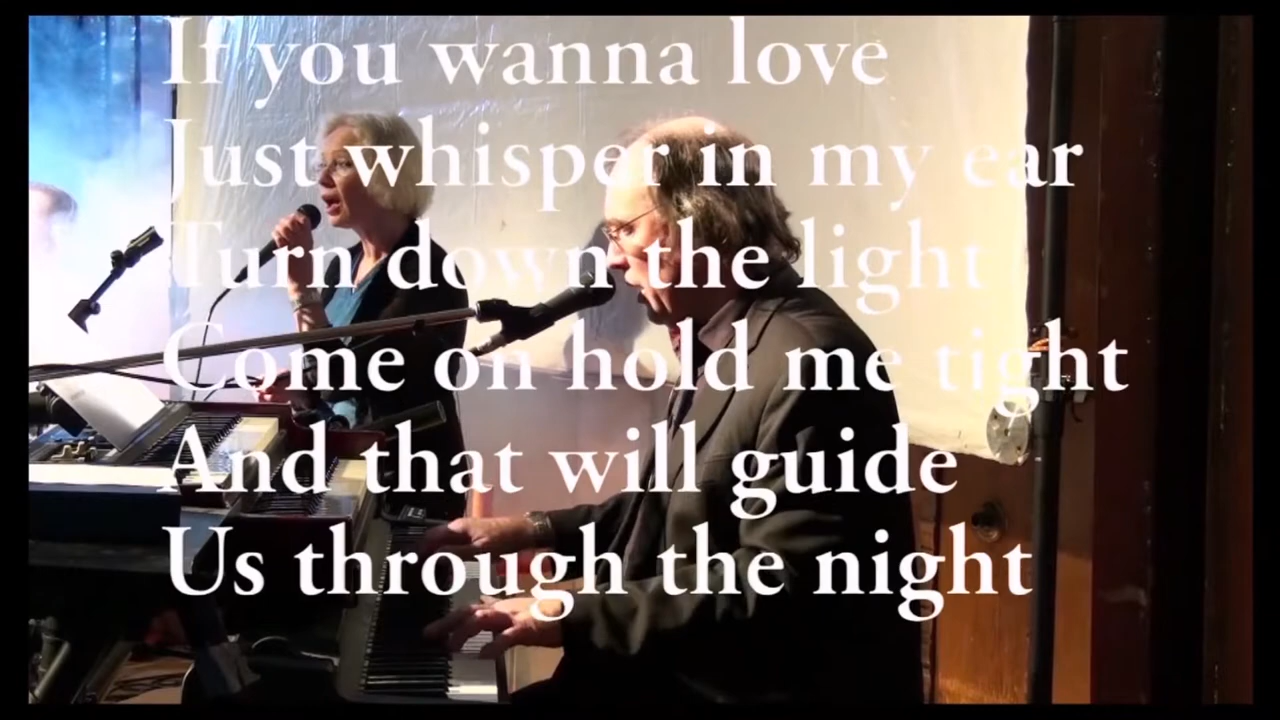 If you wanna love
Just whisper in my ear
Turn down the light
Come on hold me tight
And that will guide
Us through the night